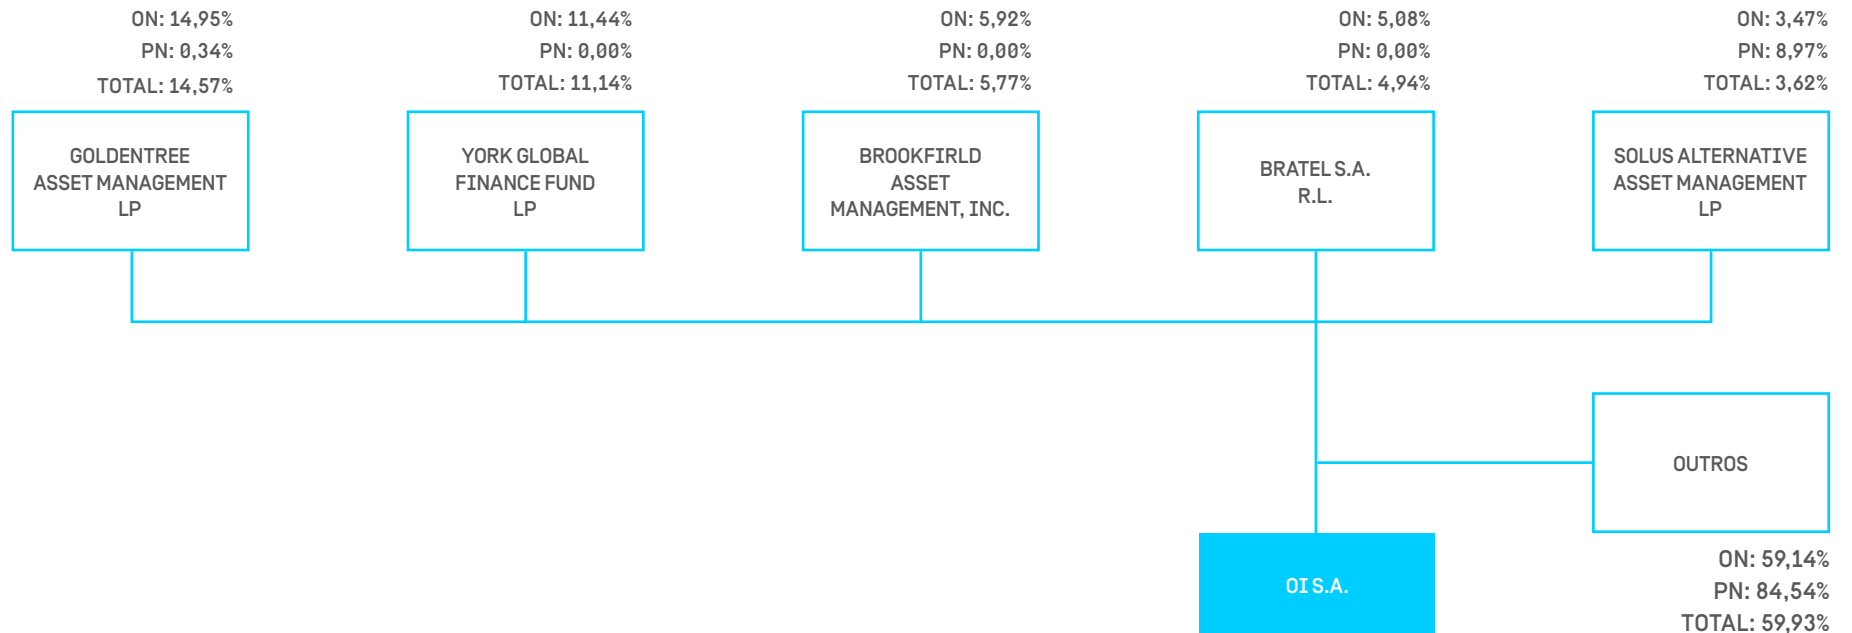 ON: 14,95%
PN: 0,34%
TOTAL: 14,57%
GOLDENTREE
ASSET MANAGEMENT
LP
ON: 11,44%
PN: 0,00%
TOTAL: 11,14%
YORK GLOBAL
FINANCE FUND
LP
ON: 5,92%
PN: 0,00%
TOTAL: 5,77%
BROOKFIRLD
ASSET
MANAGEMENT, INC.
ON: 5,08%
PN: 0,00%
TOTAL: 4,94%
BRATEL S.A.
R.L.
ON: 3,47%
PN: 8,97%
TOTAL: 3,62%
SOLUS ALTERNATIVE
ASSET MANAGEMENT
LP
OUTROS
ON: 59,14%
PN: 84,54%
TOTAL: 59,93%
OI S.A.